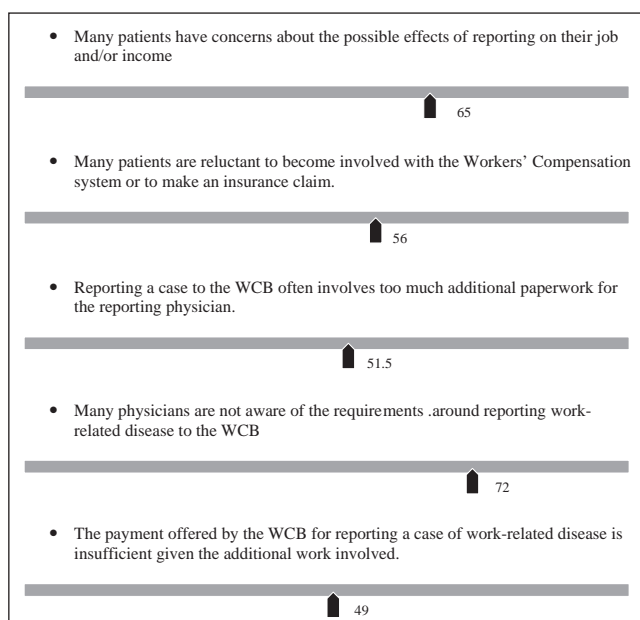 • Many patients have concerns about the possible effects of reporting on their job
and/or income
65
• Many patients are reluctant to become involved with the Workers' Compensation
system or to make an insurance claim.
56
• Reporting a case to the WCB often involves too much additional paperwork for
the reporting physician.
51.5
• Many physicians are not aware of the requirements .around reporting work-
related disease to the WCB
72
• The payment offered by the WCB for reporting a case of work-related disease is
insufficient given the additional work involved.
49